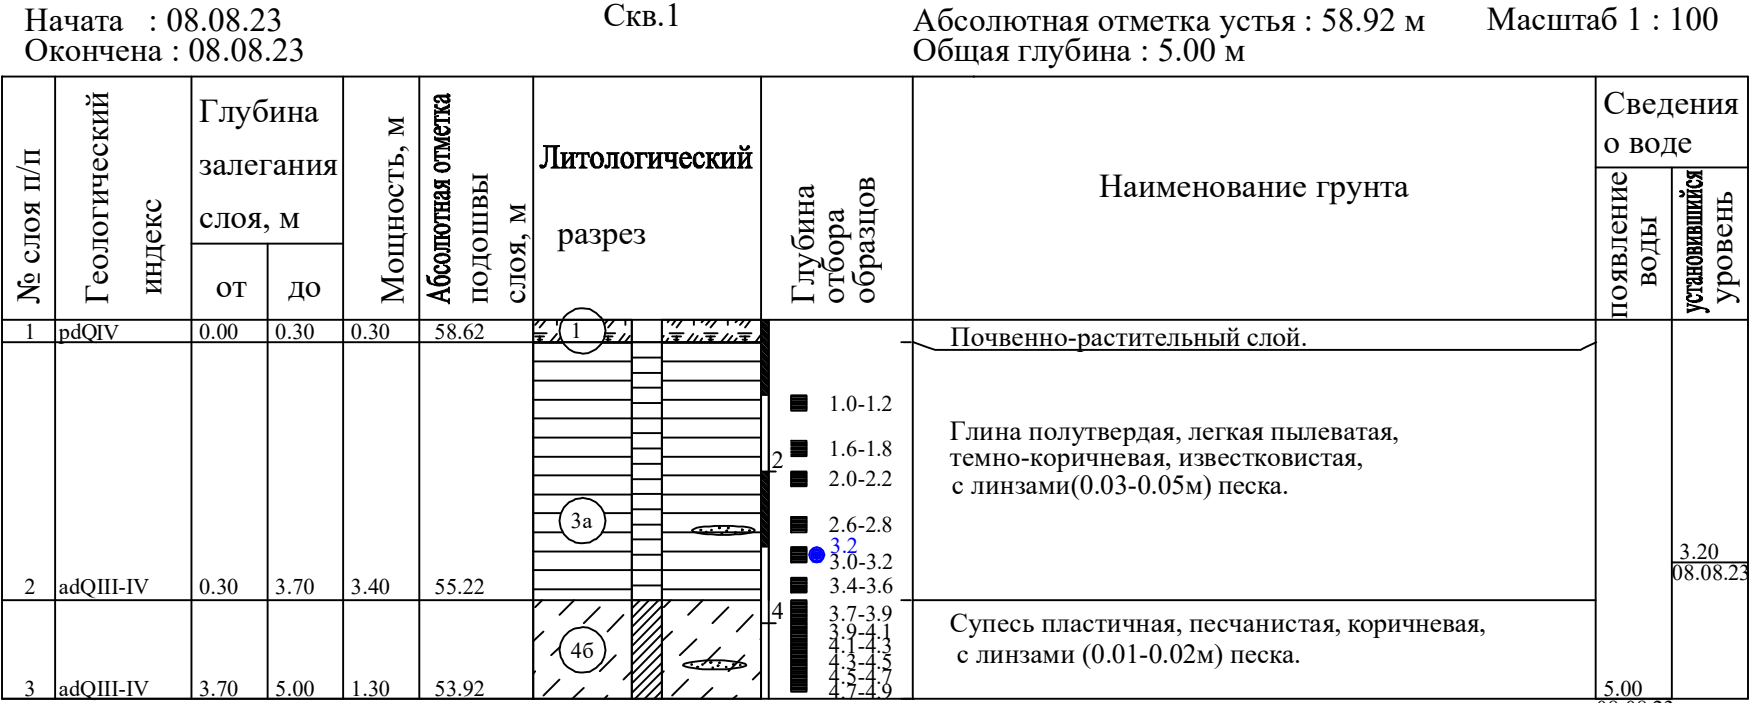 Начата : 08.08.23
Окончена : 08.08.23
Скв.1
Абсолютная отметка устья : 58.92 м
Общая глубина : 5.00 м
Масштаб 1 : 100
№ слоя п/п
Геологический
индекс
Глубина
залегания
слоя, м
от
до
Мощность, м
Абсолютная отметка
подошвы
слоя, м
Литологический
разрез
Глубина
отбора
образцов
Наименование грунта
Сведения
о воде
появление
воды
установившийся
уровень
1 pdQIV 0.00 0.30 0.30 58.62
1
Почвенно-растительный слой.
1.0-1.2
1.6-1.8
2
2.0-2.2
2.6-2.8
3.2
3.0-3.2
3.4-3.6
3а
Глина полутвердая, легкая пылеватая,
темно-коричневая, известковистая,
с линзами(0.03-0.05м) песка.
3.20
08.08.23
2 adQIII-IV 0.30 3.70 3.40 55.22
4
3.7-3.9
3.9-4.1
4.1-4.3
4.3-4.5
4.5-4.7
4.7-4.9
4б
Супесь пластичная, песчанистая, коричневая,
с линзами (0.01-0.02м) песка.
3 adQIII-IV 3.70 5.00 1.30 53.92
5.00